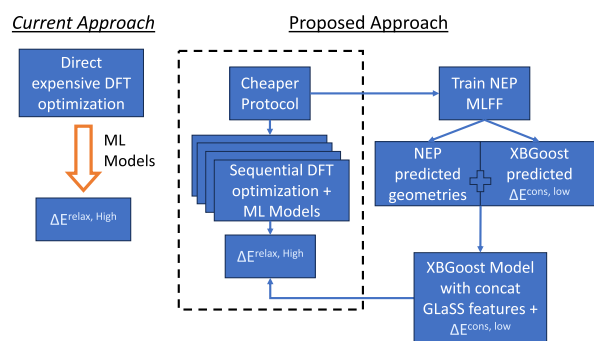 Current Approach
Proposed Approach
Direct
expensive DFT
optimization
ML
Models
ΔE^relax, High
Cheaper
Protocol
Sequential DFT
optimization +
ML Models
ΔE^relax, High
Train NEP
MLFF
NEP
predicted
geometries
XBGoost
predicted
ΔE^cons, low
XBGoost Model
with concat
GLaSS features +
ΔE^cons, low